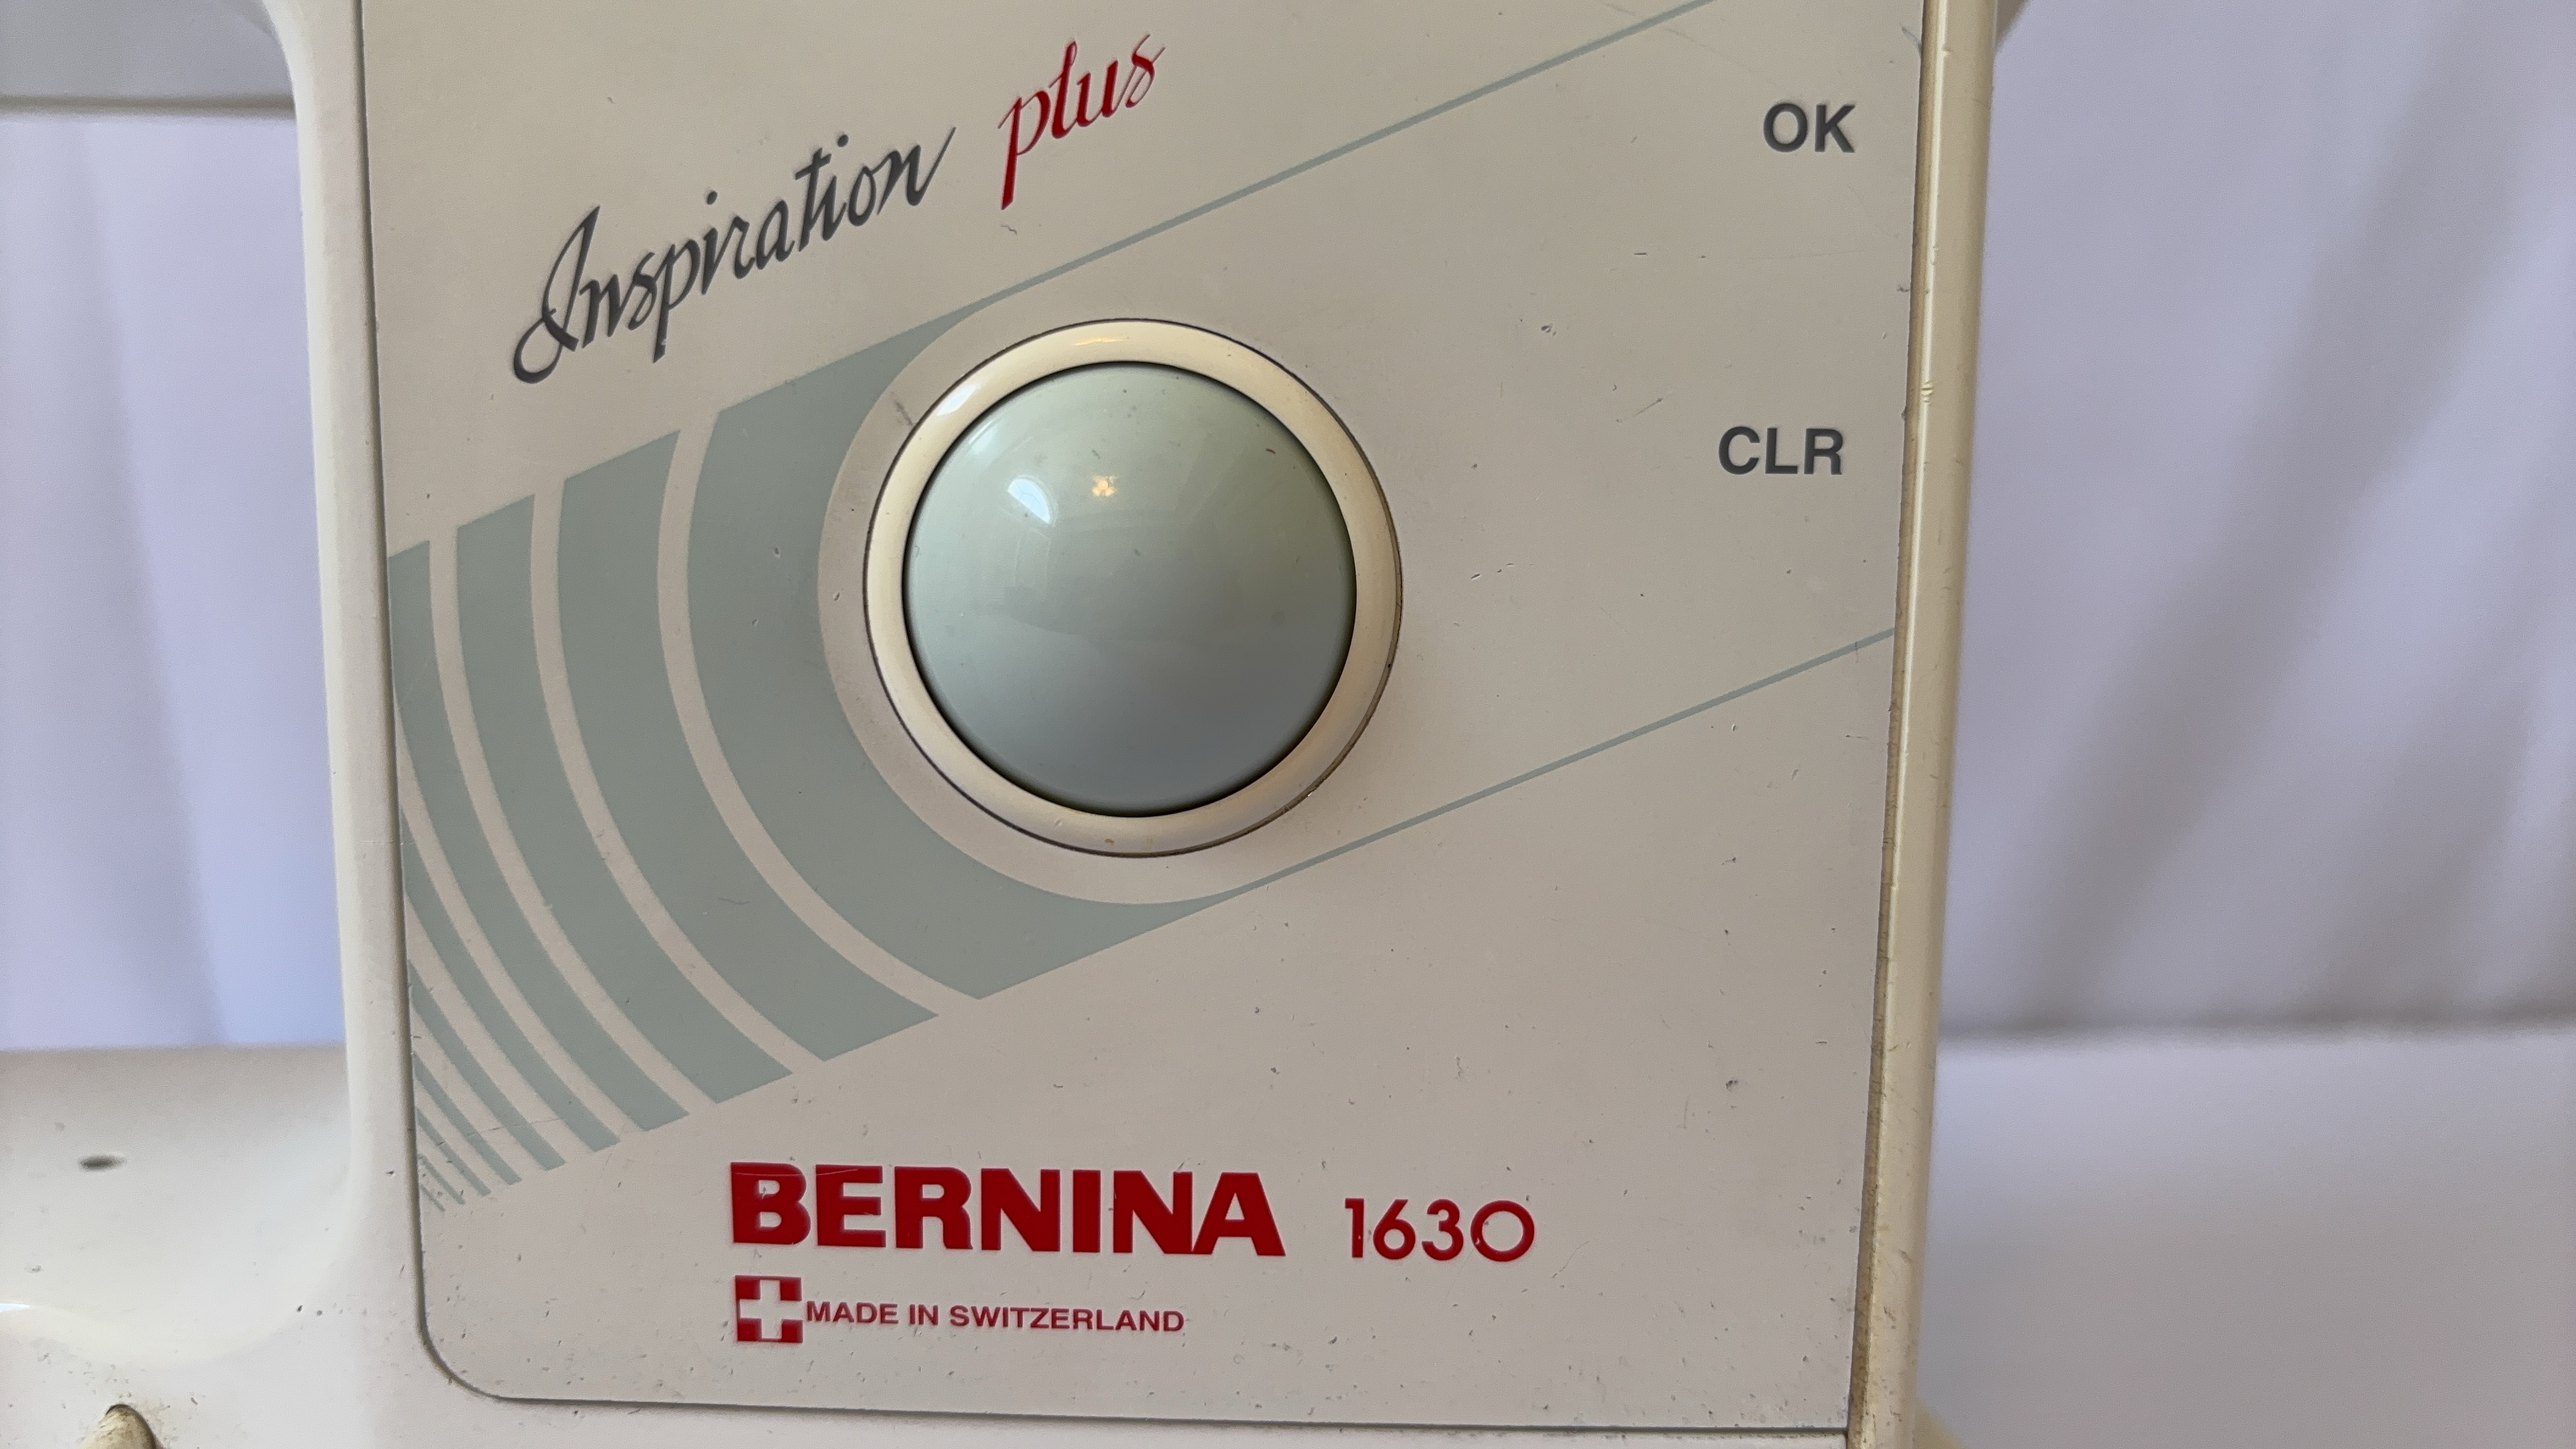 Inspiration plus
OK
CLR
BERNINA 1630
MADE IN SWITZERLAND